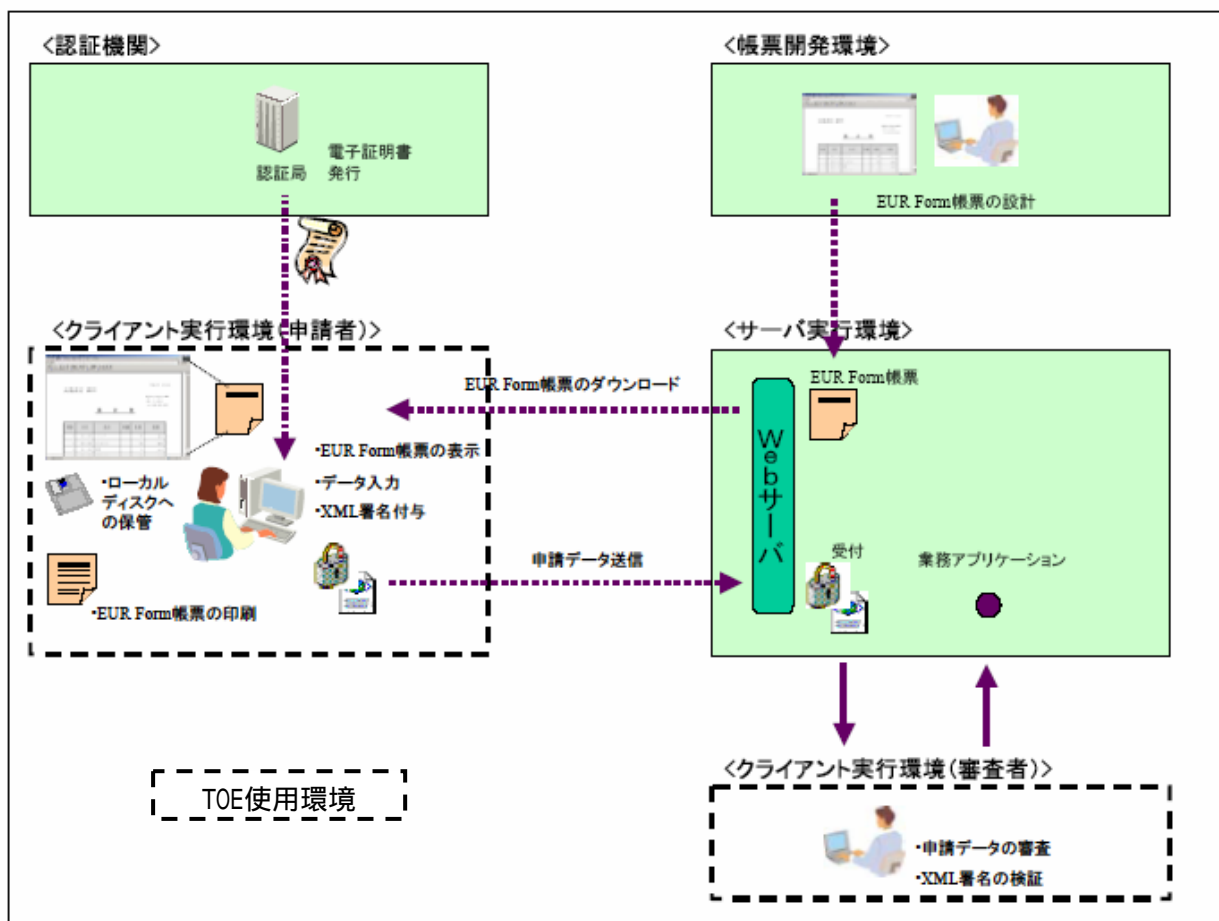 <認証機関>
認証局
電子証明書
発行
<帳票開発環境>
EUR Form帳票の設計
<クライアント実行環境(申請者)>
・ローカル
ディスクへ
の保管
・EUR Form帳票の表示
・データ入力
・XML署名付与
・EUR Form帳票の印刷
EUR Form帳票のダウンロード
申請データ送信
<サーバ実行環境>
Webサーバ
EUR Form帳票
受付
業務アプリケーション
TOE使用環境
<クライアント実行環境(審査者)>
・申請データの審査
・XML署名の検証